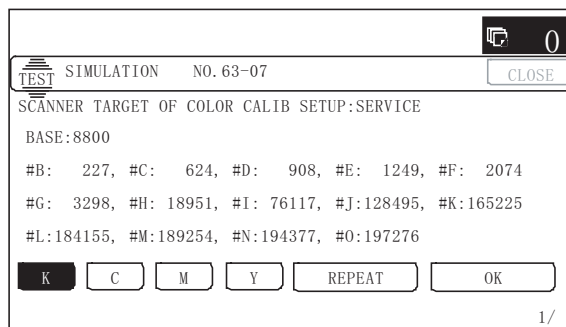 0
TEST SIMULATION NO.63-07 CLOSE
SCANNER TARGET OF COLOR CALIB SETUP:SERVICE
BASE:8800
#B: 227, #C: 624, #D: 908, #E: 1249, #F: 2074
#G: 3298, #H: 18951, #I: 76117, #J:128495, #K:165225
#L:184155, #M:189254, #N:194377, #O:197276
K C M Y REPEAT OK
1/